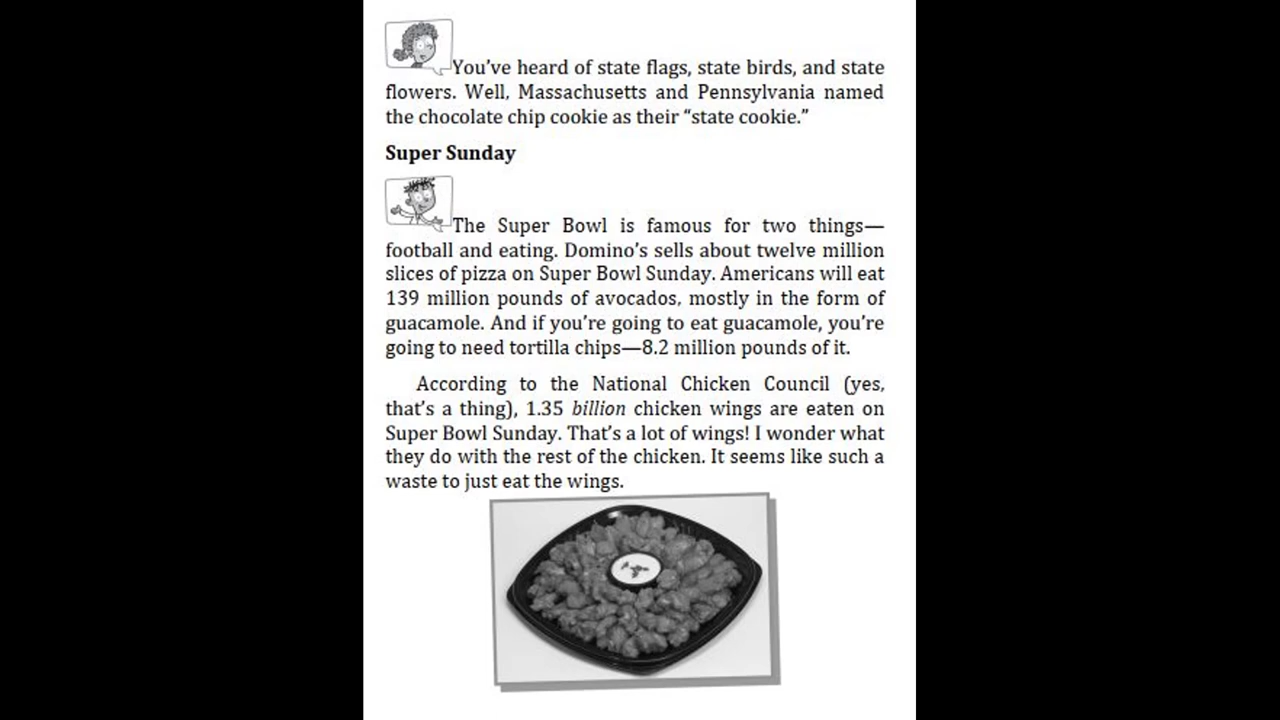 You’ve heard of state flags, state birds, and state
flowers. Well, Massachusetts and Pennsylvania named
the chocolate chip cookie as their “state cookie.”
Super Sunday
The Super Bowl is famous for two things—
football and eating. Domino’s sells about twelve million
slices of pizza on Super Bowl Sunday. Americans will eat
139 million pounds of avocados, mostly in the form of
guacamole. And if you’re going to eat guacamole, you’re
going to need tortilla chips—8.2 million pounds of it.
According to the National Chicken Council (yes,
that’s a thing), 1.35 billion chicken wings are eaten on
Super Bowl Sunday. That’s a lot of wings! I wonder what
they do with the rest of the chicken. It seems like such a
waste to just eat the wings.